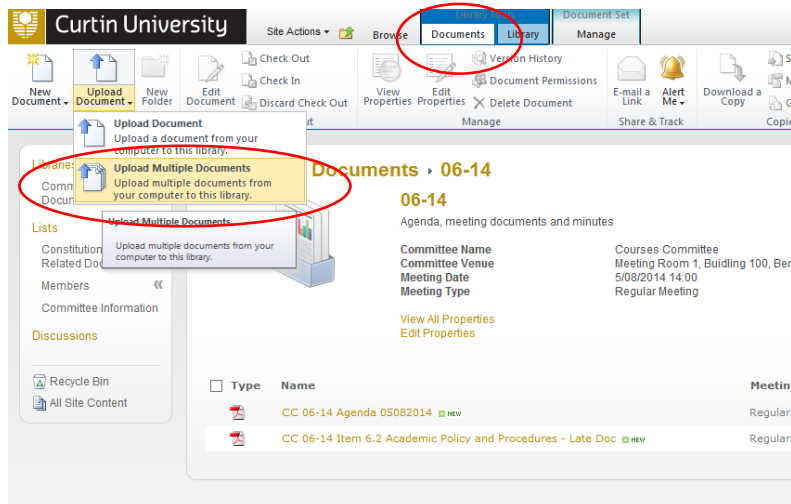 Curtin University
Site Actions
Browse
Library Tools
Documents
Library
Document Set
Manage
New Document
Upload Document
New Folder
Edit Document
Check Out
Check In
Discard Check Out
View Properties
Edit Properties
Version History
Document Permissions
Delete Document
Manage
E-mail a Link
Alert Me
Share & Track
Download a Copy
Upload Document
Upload a document from your
computer to this library.
Upload Multiple Documents
Upload multiple documents from
your computer to this library.
Upload Multiple Documents
Upload multiple documents from your
computer to this library.
Libraries
Lists
Constitution
Members
Committee Information
Discussions
Recycle Bin
All Site Content
Documents › 06-14
06-14
Agenda, meeting documents and minutes
Committee Name Courses Committee
Committee Venue Meeting Room 1, Buidling 100,
Meeting Date 5/08/2014 14:00
Meeting Type Regular Meeting
View All Properties
Edit Properties
Type Name
CC 06-14 Agenda 05082014 NEW Regular
CC 06-14 Item 6.2 Academic Policy and Procedures - Late Doc NEW Regular